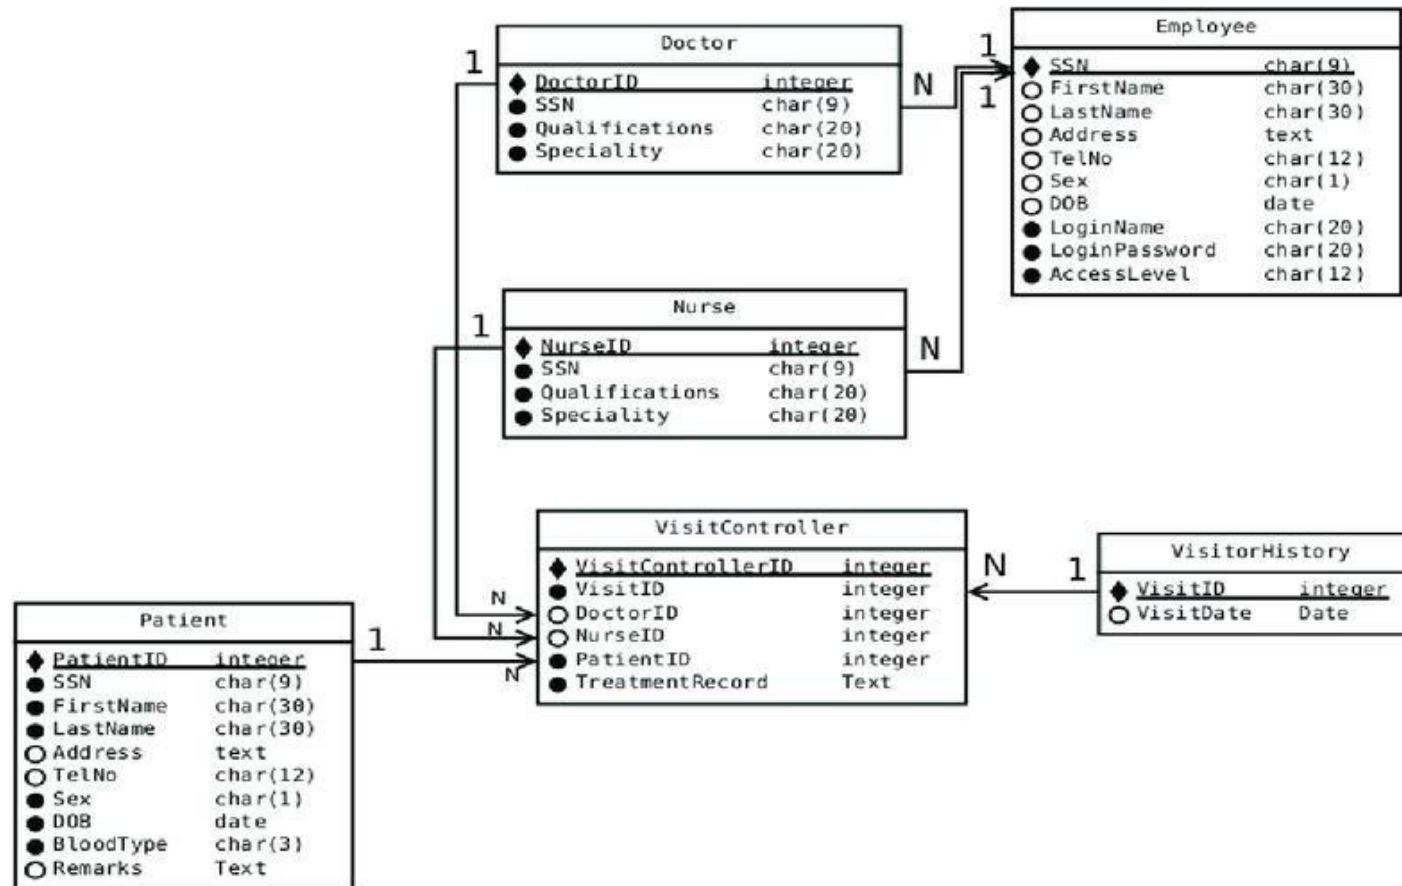 Doctor
DoctorID integer
SSN char(9)
Qualifications char(20)
Speciality char(20)
1
N
Employee
SSN char(9)
FirstName char(30)
LastName char(30)
Address text
TelNo char(12)
Sex char(1)
DOB date
LoginName char(20)
LoginPassword char(20)
AccessLevel char(12)
1
1
Nurse
NurseID integer
SSN char(9)
Qualifications char(20)
Speciality char(20)
1
N
VisitController
VisitControllerID integer
VisitID integer
DoctorID integer
NurseID integer
PatientID integer
TreatmentRecord Text
N
N
N
N
1
VisitorHistory
VisitID integer
VisitDate Date
Patient
PatientID integer
SSN char(9)
FirstName char(30)
LastName char(30)
Address text
TelNo char(12)
Sex char(1)
DOB date
BloodType char(3)
Remarks Text
1